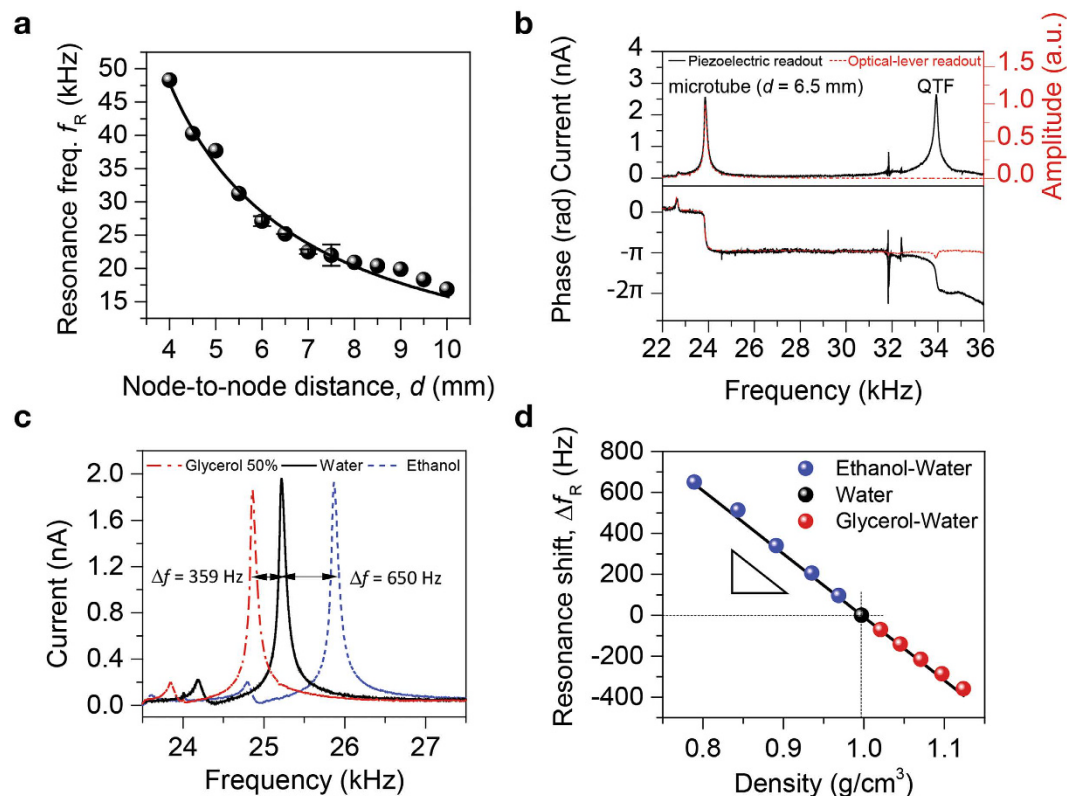 a
Resonance freq. f_R (kHz)
50
45
40
35
30
25
20
15
4 5 6 7 8 9 10
Node-to-node distance, d (mm)
b
Piezoelectric readout Optical-lever readout
microtube (d = 6.5 mm) QTF
Current (nA)
4
3
2
1
0
Amplitude (a.u.)
1.5
1.0
0.5
0.0
Phase (rad)
0
-π
-2π
22 24 26 28 30 32 34 36
Frequency (kHz)
c
Glycerol 50% Water Ethanol
Δf = 359 Hz Δf = 650 Hz
Current (nA)
2.0
1.6
1.2
0.8
0.4
0.0
24 25 26 27
Frequency (kHz)
d
Resonance shift, Δf_R (Hz)
800
600
400
200
0
-200
-400
Ethanol-Water
Water
Glycerol-Water
0.8 0.9 1.0 1.1
Density (g/cm³)